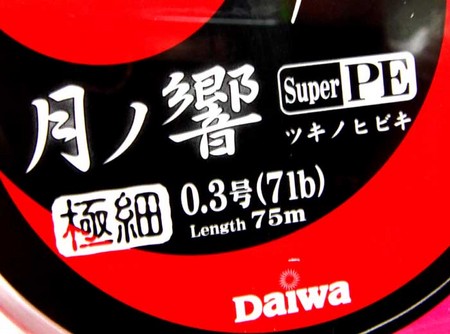 月ノ響
Super PE
ツキノヒビキ
極細
0.3号(7lb)
Length 75m
Daiwa